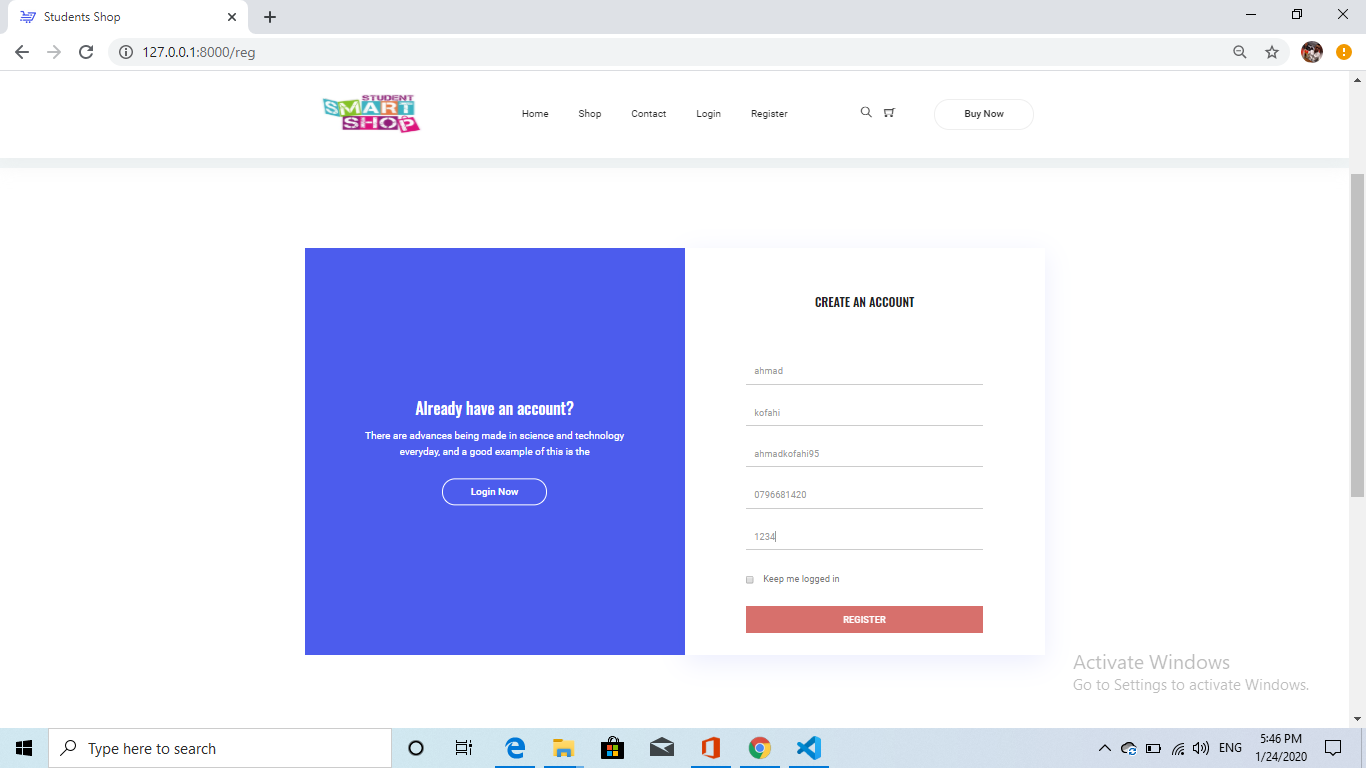 Students Shop
127.0.0.1:8000/reg
STUDENT
SMART
SHOP
Home
Shop
Contact
Login
Register
Buy Now
Already have an account?
There are advances being made in science and technology
everyday, and a good example of this is the
Login Now
CREATE AN ACCOUNT
ahmad
kofahi
ahmadkofahi95
0796681420
1234
Keep me logged in
REGISTER
Activate Windows
Go to Settings to activate Windows.
Type here to search
ENG
5:46 PM
1/24/2020